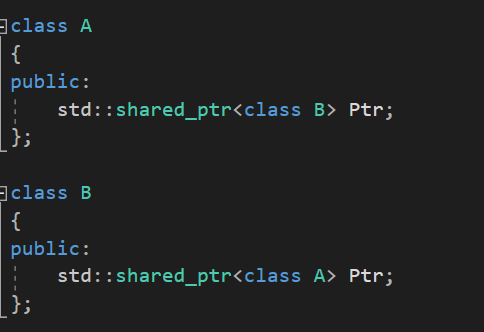 class A
{
public:
    std::shared_ptr<class B> Ptr;
};
class B
{
public:
    std::shared_ptr<class A> Ptr;
};